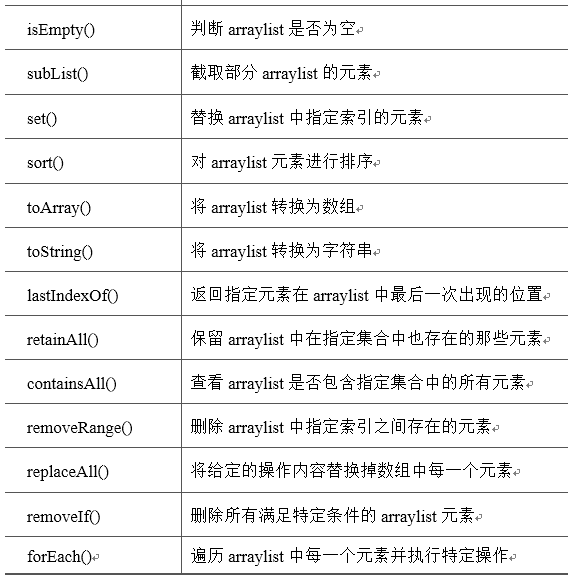 isEmpty() 判断 arraylist 是否为空
subList() 截取部分 arraylist 的元素
set() 替换 arraylist 中指定索引的元素
sort() 对 arraylist 元素进行排序
toArray() 将 arraylist 转换为数组
toString() 将 arraylist 转换为字符串
lastIndexOf() 返回指定元素在 arraylist 中最后一次出现的位置
retainAll() 保留 arraylist 中在指定集合中也存在的那些元素
containsAll() 查看 arraylist 是否包含指定集合中的所有元素
removeRange() 删除 arraylist 中指定索引之间存在的元素
replaceAll() 将给定的操作内容替换掉数组中每一个元素
removeIf() 删除所有满足特定条件的 arraylist 元素
forEach() 遍历 arraylist 中每一个元素并执行特定操作